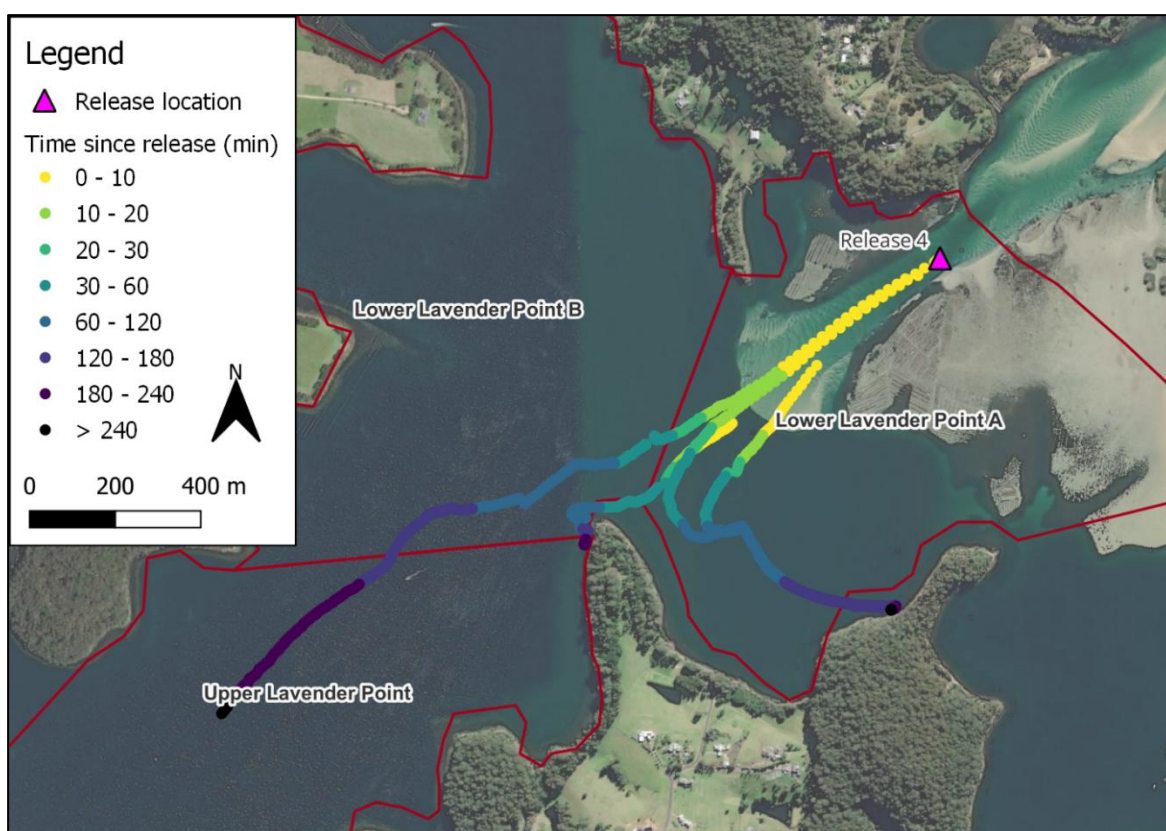 Legend
Release location
Time since release (min)
0 - 10
10 - 20
20 - 30
30 - 60
60 - 120
120 - 180
180 - 240
> 240
N
0 200 400 m
Release 4
Lower Lavender Point B
Lower Lavender Point A
Upper Lavender Point